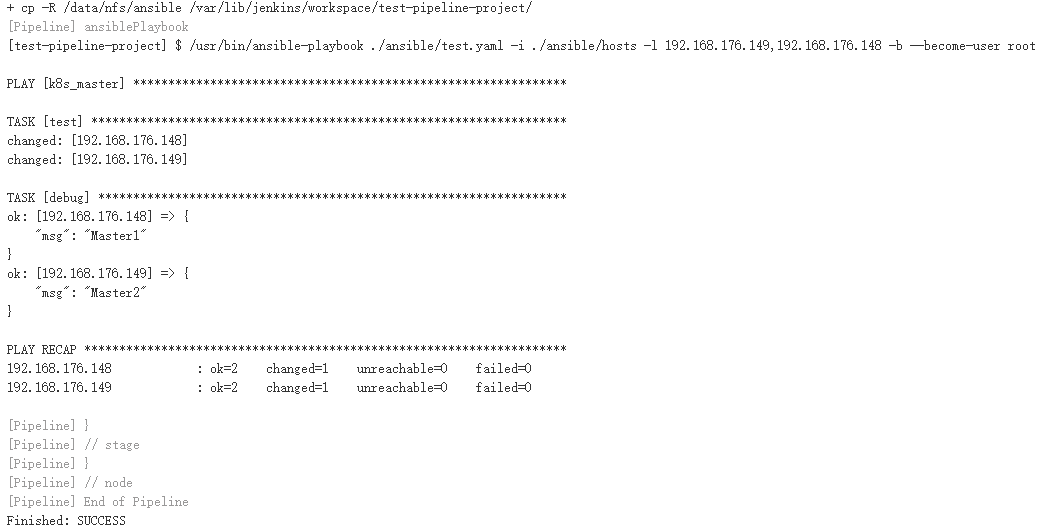 + cp -R /data/nfs/ansible /var/lib/jenkins/workspace/test-pipeline-project/
[Pipeline] ansiblePlaybook
[test-pipeline-project] $ /usr/bin/ansible-playbook ./ansible/test.yaml -i ./ansible/hosts -l 192.168.176.149,192.168.176.148 -b --become-user root
PLAY [k8s_master] **************************************************************
TASK [test] ********************************************************************
changed: [192.168.176.148]
changed: [192.168.176.149]
TASK [debug] *******************************************************************
ok: [192.168.176.148] => {
    "msg": "Master1"
}
ok: [192.168.176.149] => {
    "msg": "Master2"
}
PLAY RECAP *********************************************************************
192.168.176.148            : ok=2    changed=1    unreachable=0    failed=0
192.168.176.149            : ok=2    changed=1    unreachable=0    failed=0
[Pipeline] }
[Pipeline] // stage
[Pipeline] }
[Pipeline] // node
[Pipeline] End of Pipeline
Finished: SUCCESS